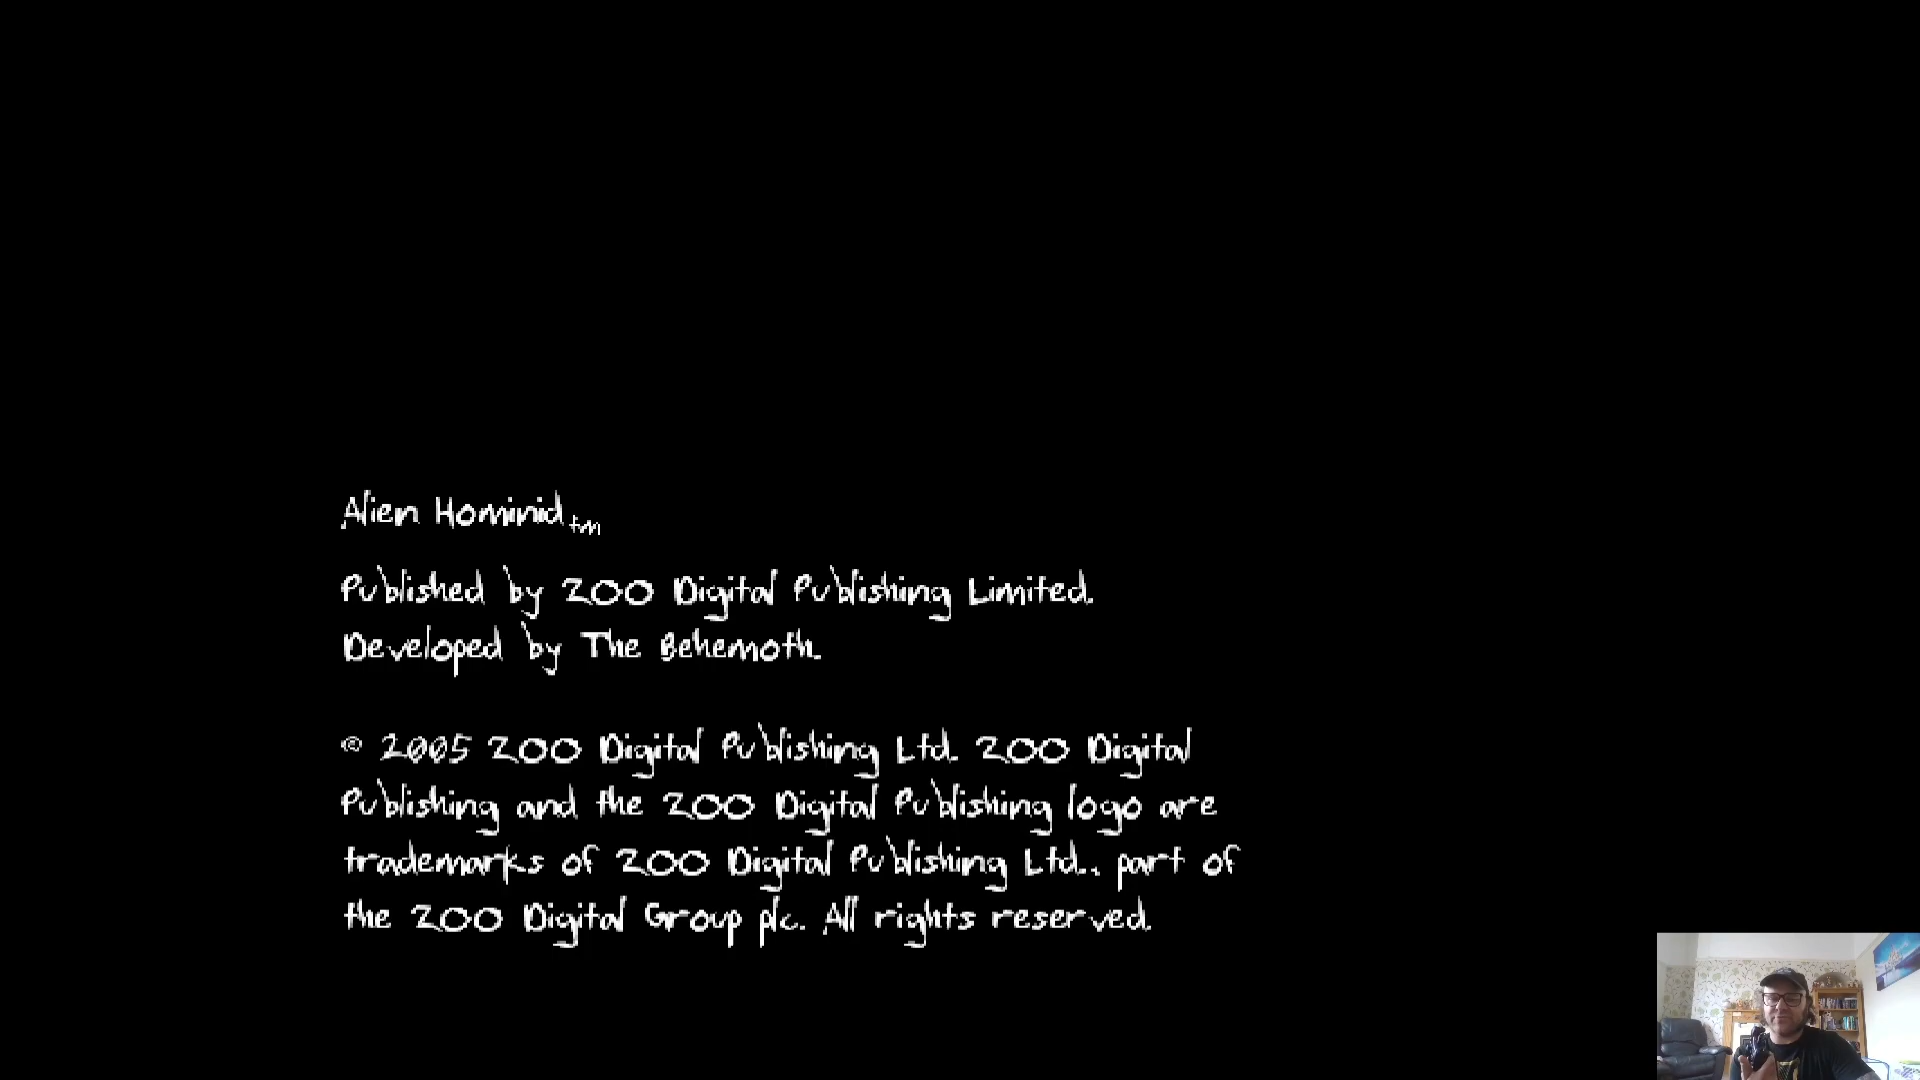 Alien Hominid tm
Published by ZOO Digital Publishing Limited.
Developed by The Behemoth.
© 2005 ZOO Digital Publishing Ltd. ZOO Digital
Publishing and the ZOO Digital Publishing logo are
trademarks of ZOO Digital Publishing Ltd., part of
the ZOO Digital Group plc. All rights reserved.